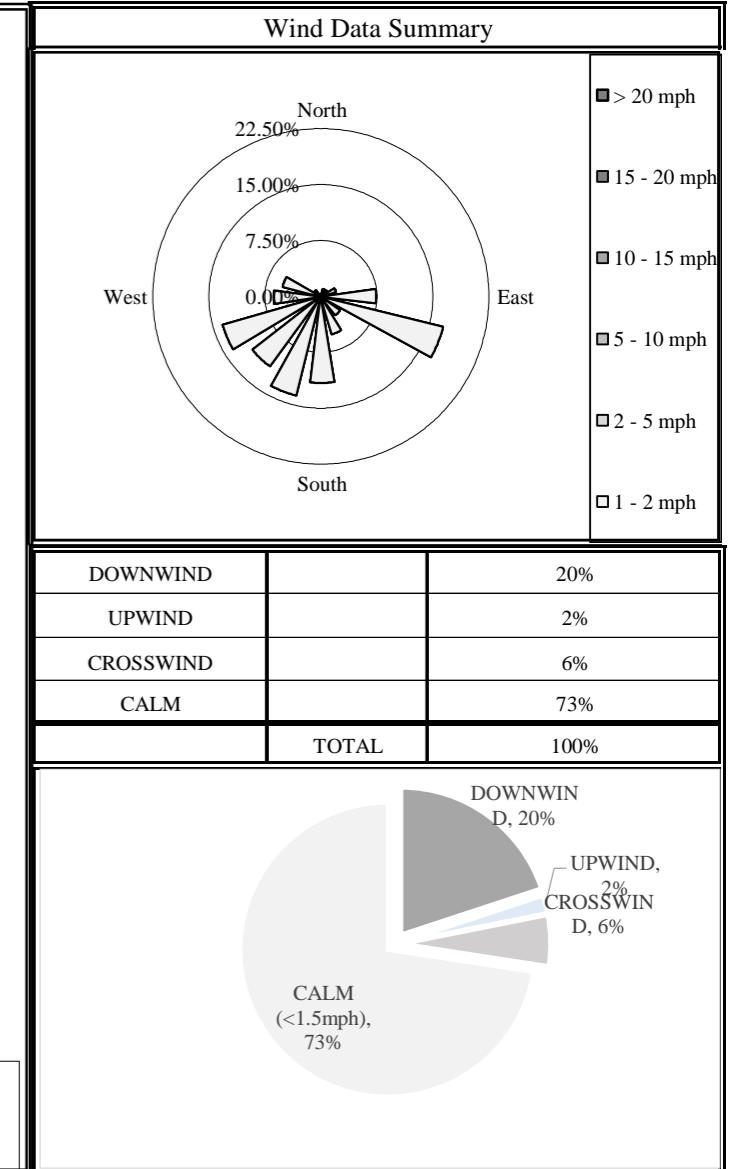 Wind Data Summary
North
22.50%
15.00%
7.50%
0.00%
West
East
South
> 20 mph
15 - 20 mph
10 - 15 mph
5 - 10 mph
2 - 5 mph
1 - 2 mph
DOWNWIND 20%
UPWIND 2%
CROSSWIND 6%
CALM 73%
TOTAL 100%
DOWNWIN
D, 20%
UPWIND,
2%
CROSSWIN
D, 6%
CALM
(<1.5mph),
73%